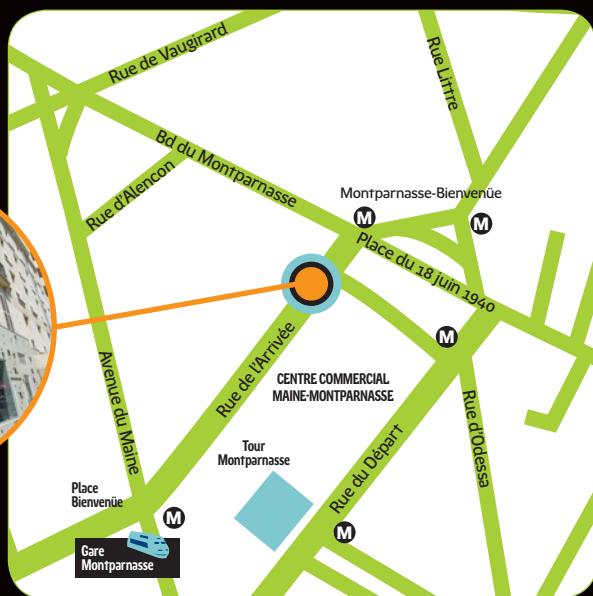 Rue de Vaugirard
Rue Littre
Bd du Montparnasse
Rue d'Alencon
Montparnasse-Bienvenüe
M
M
Place du 18 juin 1940
M
Rue de l'Arrivée
Avenue du Maine
CENTRE COMMERCIAL
MAINE-MONTPARNASSE
Rue d'Odessa
Tour
Montparnasse
Rue du Départ
Place
Bienvenüe
M
M
Gare
Montparnasse